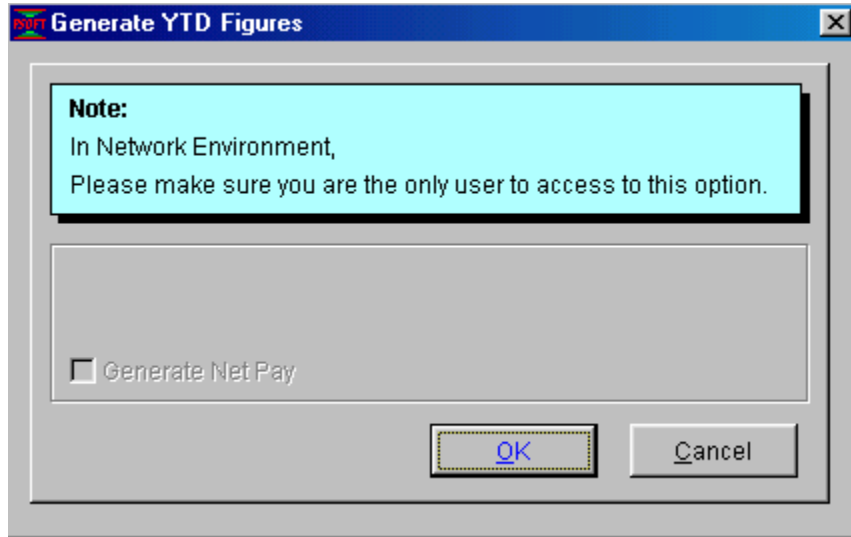 PSOFT Generate YTD Figures
Note:
In Network Environment,
Please make sure you are the only user to access to this option.
Generate Net Pay
OK Cancel